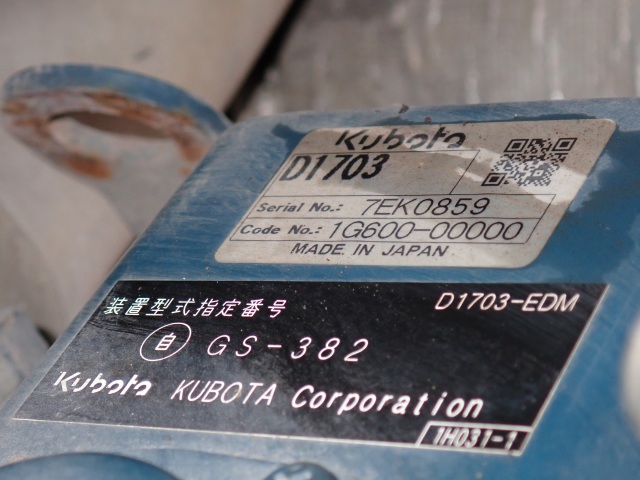 Kubota
D1703
Serial No.: 7EK0859
Code No.: 1G600-00000
MADE IN JAPAN
装置型式指定番号 D1703-EDM
自 GS-382
Kubota KUBOTA Corporation
1H031-1